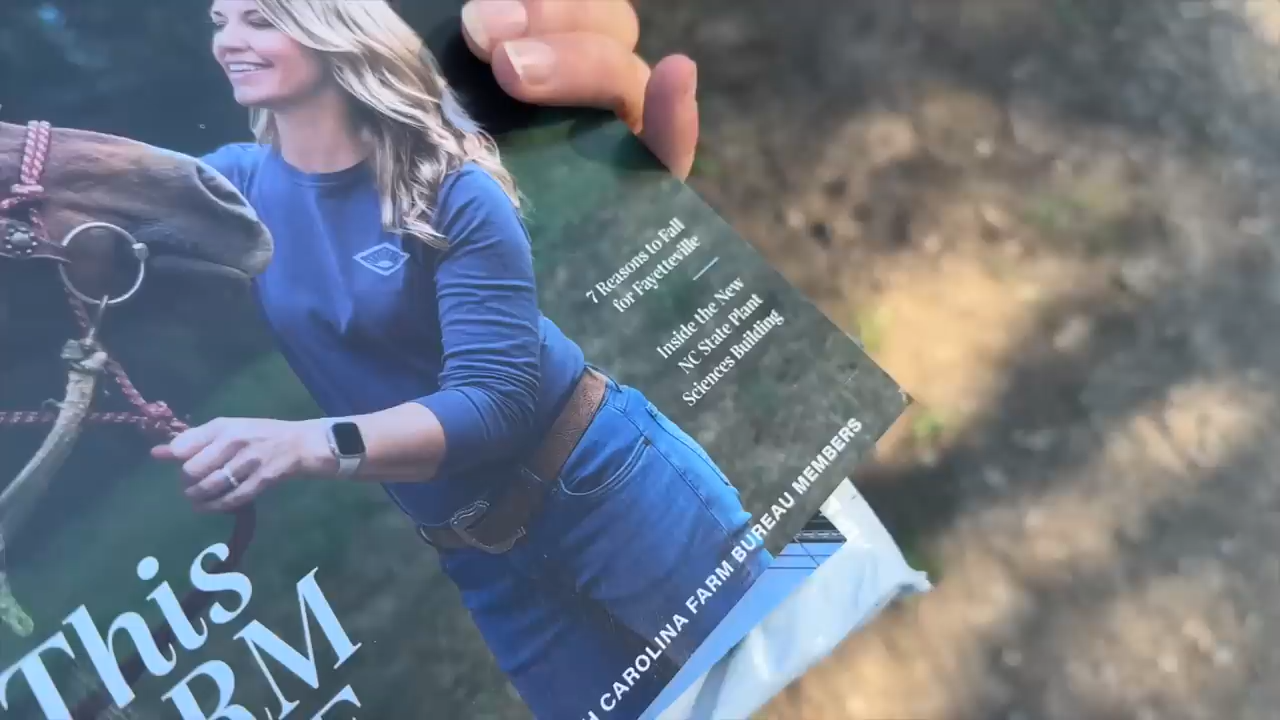 7 Reasons to Fall
for Fayetteville
Inside the New
NC State Plant
Sciences Building
H CAROLINA FARM BUREAU MEMBERS
This
RM